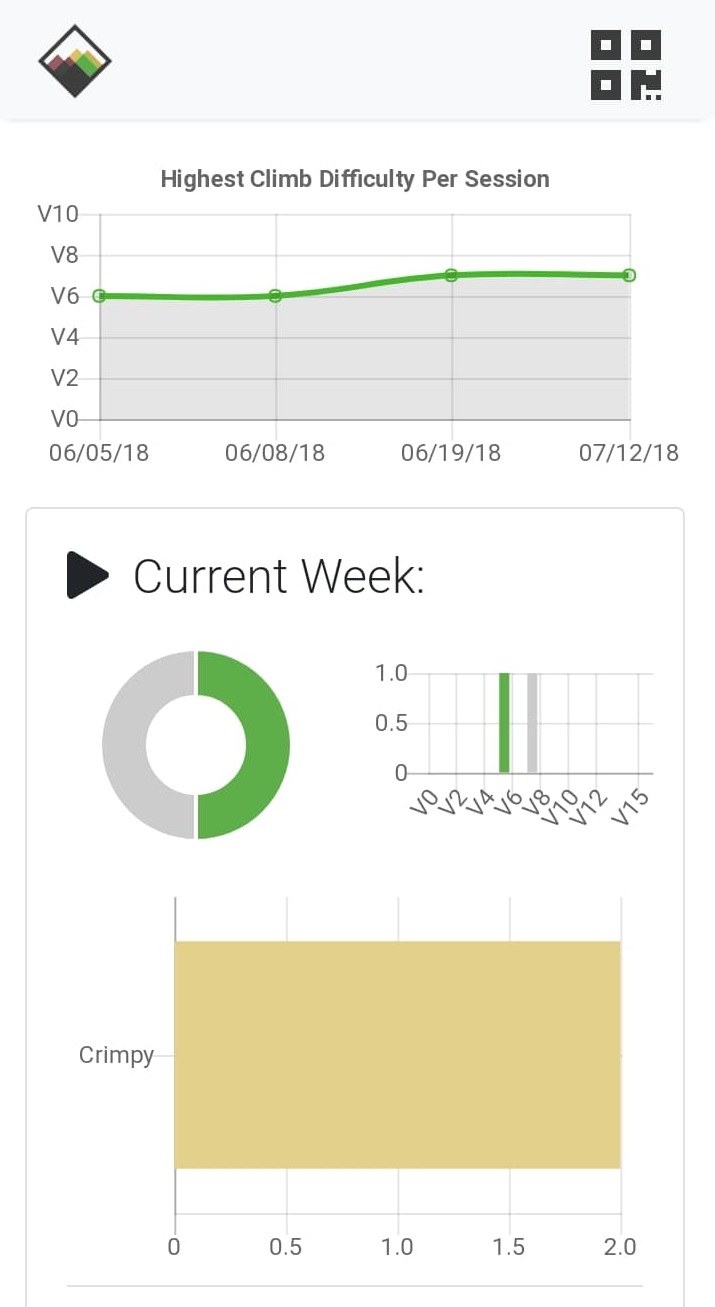 Highest Climb Difficulty Per Session
V10
V8
V6
V4
V2
V0
06/05/18 06/08/18 06/19/18 07/12/18
Current Week:
1.0
0.5
0
V0 V2 V4 V6 V8 V10 V12 V15
Crimpy
0 0.5 1.0 1.5 2.0